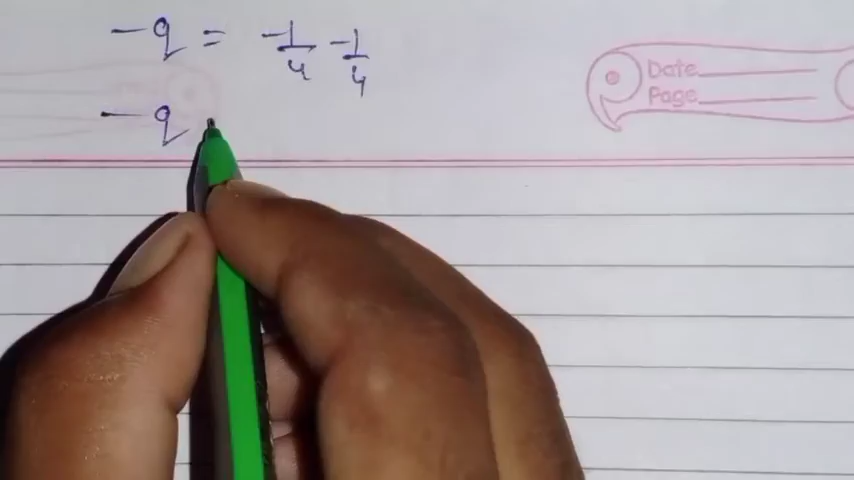 -q = -1/4 -1/4
Date
Page
-q